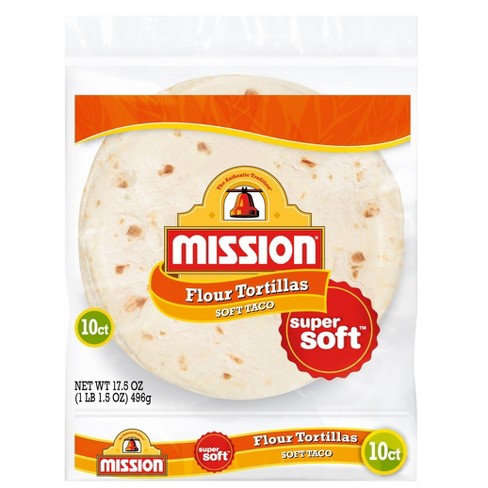 The Authentic Tradition!
MISSION®
Flour Tortillas
SOFT TACO
super
soft™
10ct
NET WT 17.5 OZ
(1 LB 1.5 OZ) 496g
MISSION
super
soft
Flour Tortillas
SOFT TACO
10ct